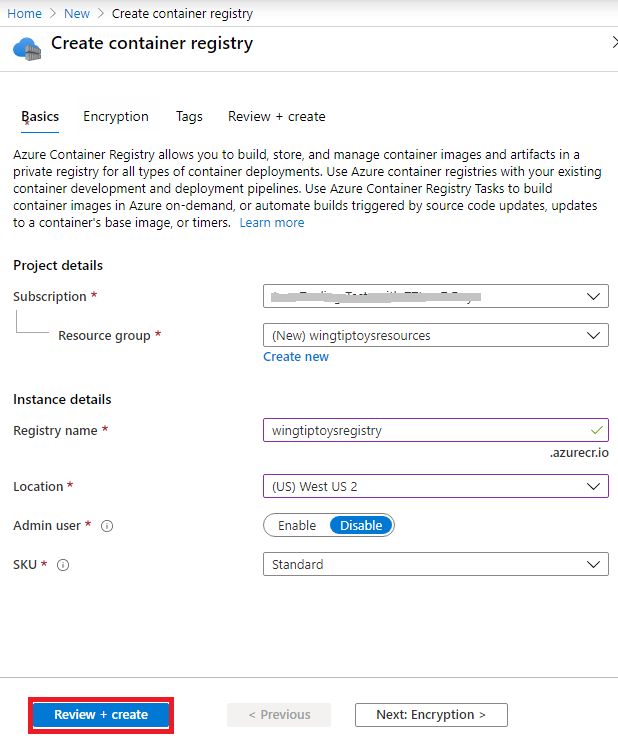 Home > New > Create container registry
Create container registry
Basics Encryption Tags Review + create
Azure Container Registry allows you to build, store, and manage container images and artifacts in a
private registry for all types of container deployments. Use Azure container registries with your existing
container development and deployment pipelines. Use Azure Container Registry Tasks to build
container images in Azure on-demand, or automate builds triggered by source code updates, updates
to a container's base image, or timers. Learn more
Project details
Subscription *
Resource group * (New) wingtiptoysresources
Create new
Instance details
Registry name * wingtiptoysregistry
.azurecr.io
Location * (US) West US 2
Admin user * Enable Disable
SKU * Standard
Review + create < Previous Next: Encryption >